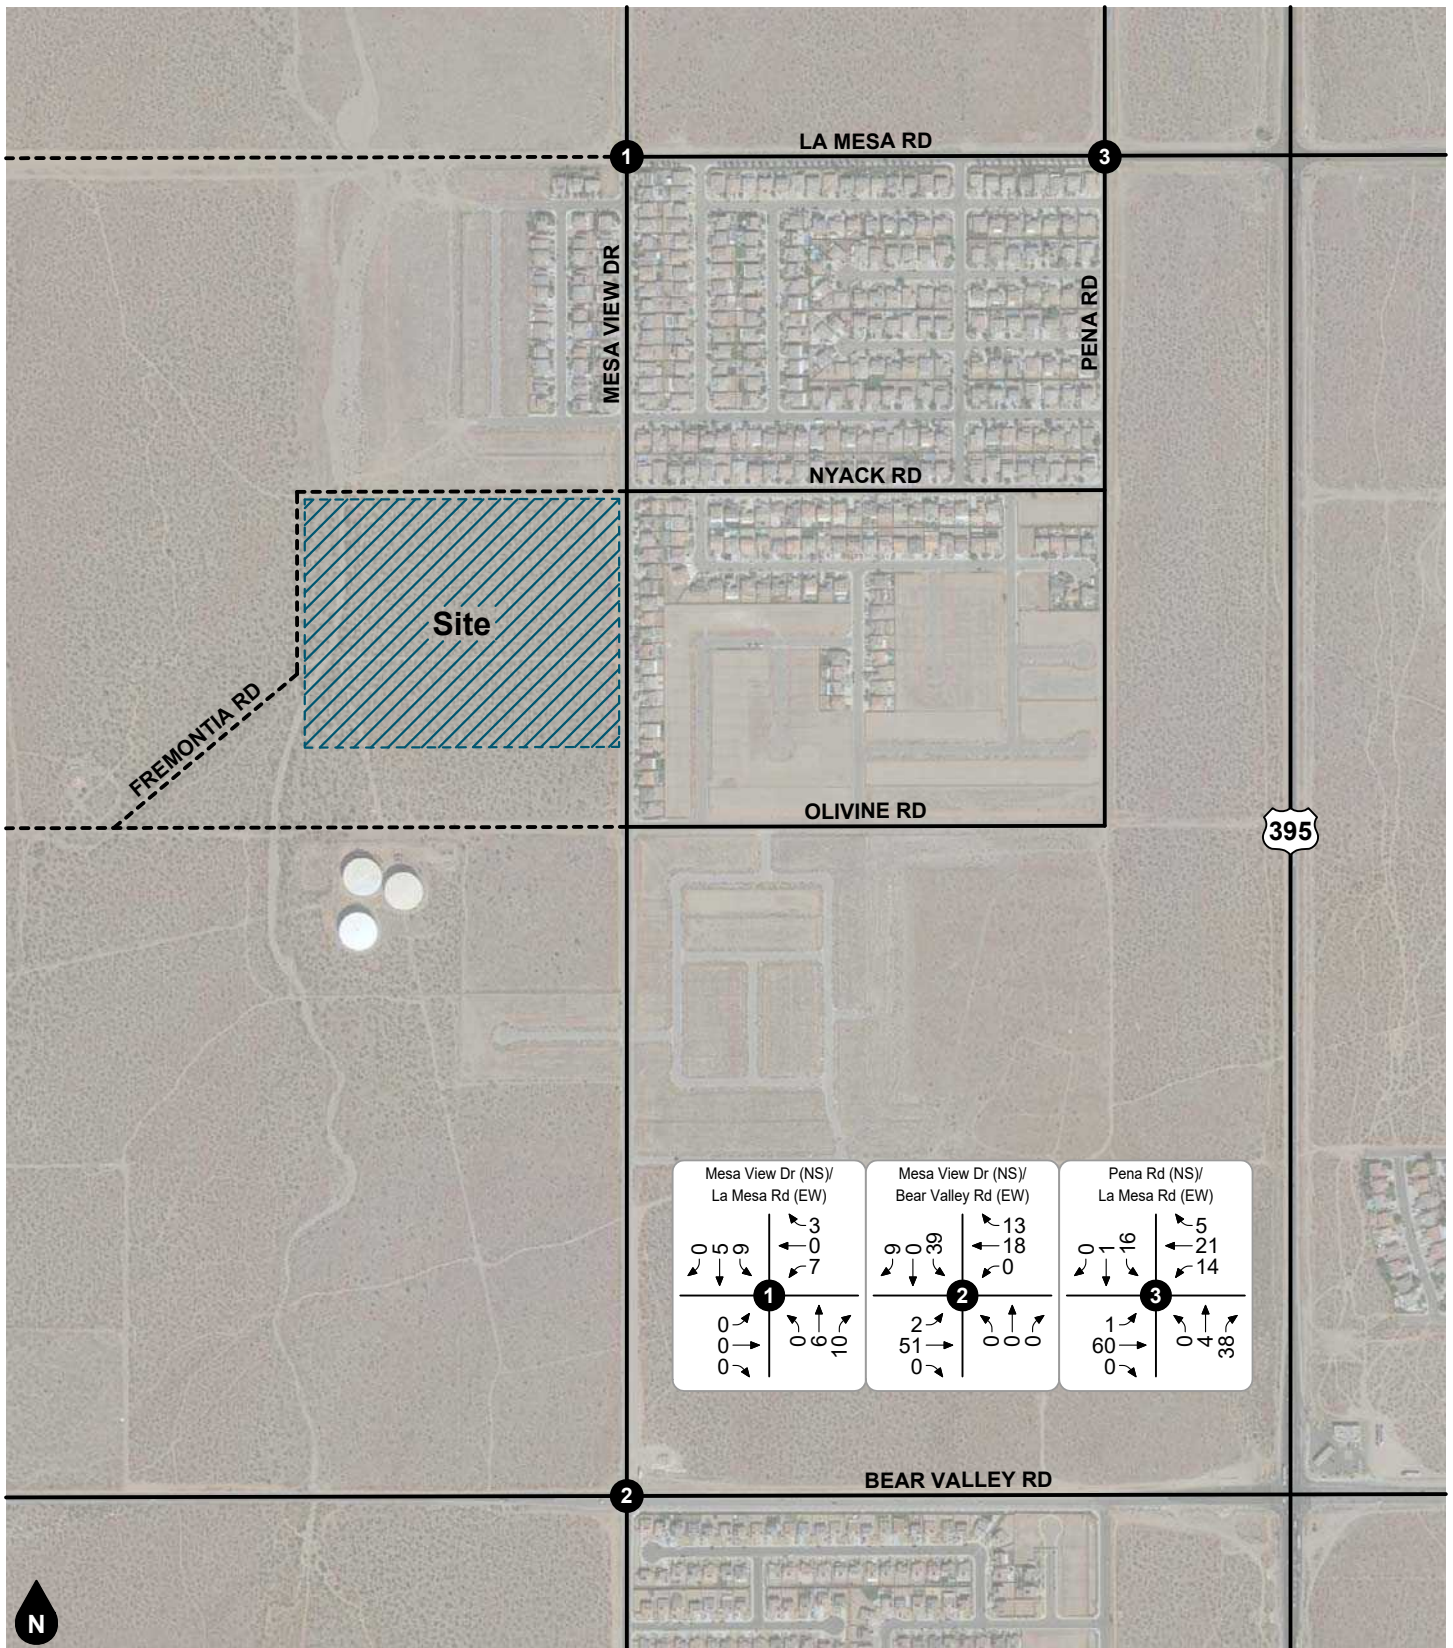 LA MESA RD
1
3
MESA VIEW DR
PENA RD
NYACK RD
Site
FREMONTIA RD
OLIVINE RD
395
Mesa View Dr (NS)/
La Mesa Rd (EW)
3
0
7
0
5
9
1
0
0
0
0
6
10
Mesa View Dr (NS)/
Bear Valley Rd (EW)
13
18
0
9
0
39
2
2
51
0
0
0
0
Pena Rd (NS)/
La Mesa Rd (EW)
5
21
14
0
1
16
3
1
60
0
0
4
38
BEAR VALLEY RD
2
N